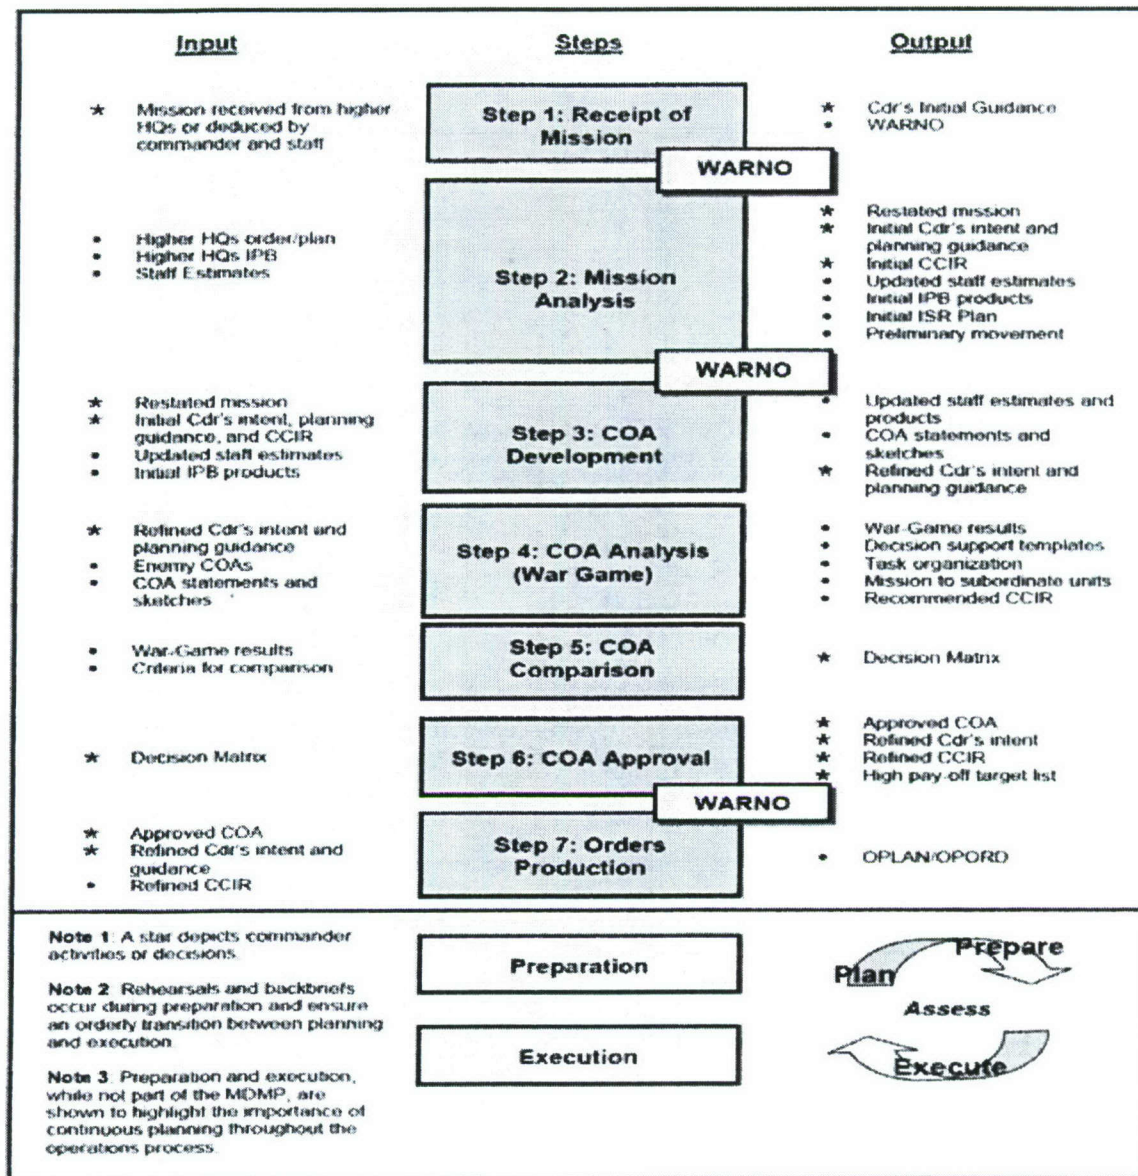 Input
Steps
Output
★ Mission received from higher
HQs or deduced by
commander and staff
Step 1: Receipt of
Mission
★ Cdr's Initial Guidance
• WARNO
WARNO
• Higher HQs order/plan
• Higher HQs IPB
• Staff Estimates
Step 2: Mission
Analysis
★ Restated mission
★ Initial Cdr's intent and
planning guidance
★ Initial CCIR
• Updated staff estimates
• Initial IPB products
• Initial ISR Plan
• Preliminary movement
WARNO
★ Restated mission
★ Initial Cdr's intent, planning
guidance, and CCIR
• Updated staff estimates
• Initial IPB products
Step 3: COA
Development
• Updated staff estimates and
products
• COA statements and
sketches
★ Refined Cdr's intent and
planning guidance
★ Refined Cdr's intent and
planning guidance
• Enemy COAs
• COA statements and
sketches
Step 4: COA Analysis
(War Game)
• War-Game results
• Decision support templates
• Task organization
• Mission to subordinate units
• Recommended CCIR
• War-Game results
• Criteria for comparison
Step 5: COA
Comparison
★ Decision Matrix
★ Decision Matrix
Step 6: COA Approval
★ Approved COA
★ Refined Cdr's intent
★ Refined CCIR
★ High pay-off target list
WARNO
★ Approved COA
★ Refined Cdr's intent and
guidance
• Refined CCIR
Step 7: Orders
Production
• OPLAN/OPORD
Note 1: A star depicts commander
activities or decisions.
Note 2: Rehearsals and backbriefs
occur during preparation and ensure
an orderly transition between planning
and execution
Note 3: Preparation and execution,
while not part of the MDMP, are
shown to highlight the importance of
continuous planning throughout the
operations process.
Preparation
Execution
Plan
Prepare
Assess
Execute